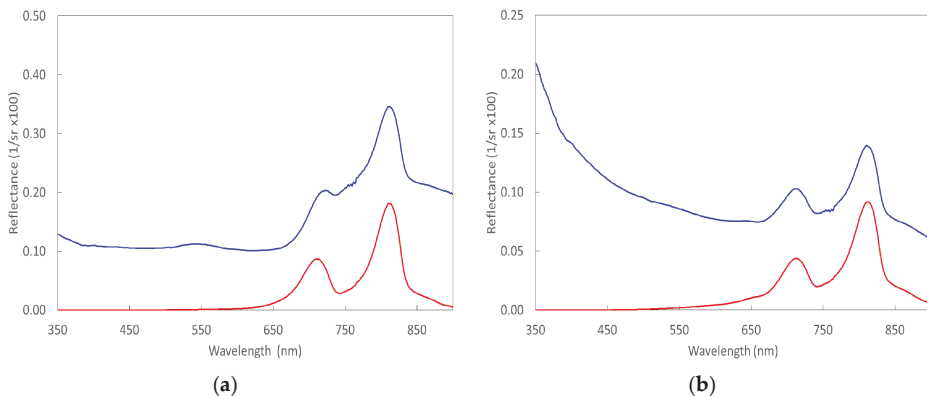 0.50
0.40
0.30
0.20
0.10
0.00
Reflectance (1/sr x100)
350 450 550 650 750 850
Wavelength (nm)
(a)
0.25
0.20
0.15
0.10
0.05
0.00
Reflectance (1/sr x100)
350 450 550 650 750 850
Wavelength (nm)
(b)